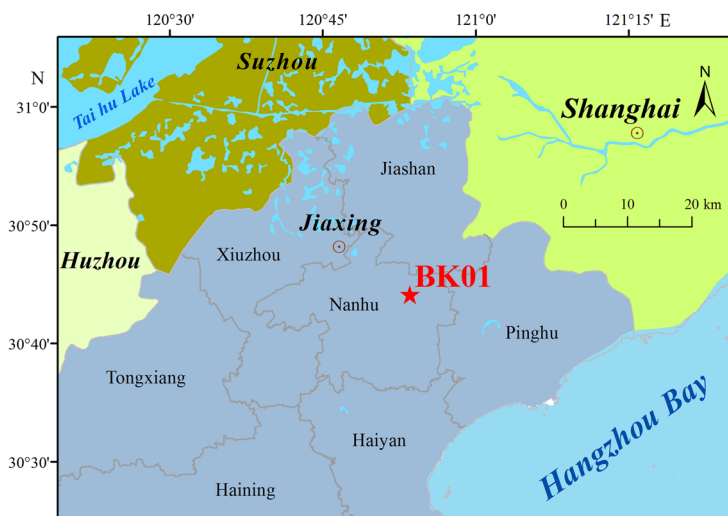 120°30' 120°45' 121°0' 121°15' E
N
Suzhou
Tai hu Lake
N
31°0'
Shanghai
Jiashan
0 10 20 km
30°50'
Jiaxing
Xiuzhou
Huzhou
BK01
Nanhu
Pinghu
30°40'
Tongxiang
Hangzhou Bay
Haiyan
30°30'
Haining